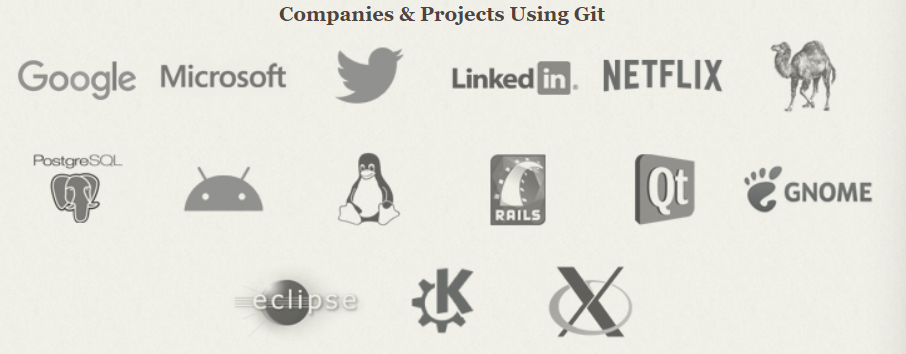 Companies & Projects Using Git
Google Microsoft LinkedIn NETFLIX
PostgreSQL
RAILS Qt GNOME
eclipse K X